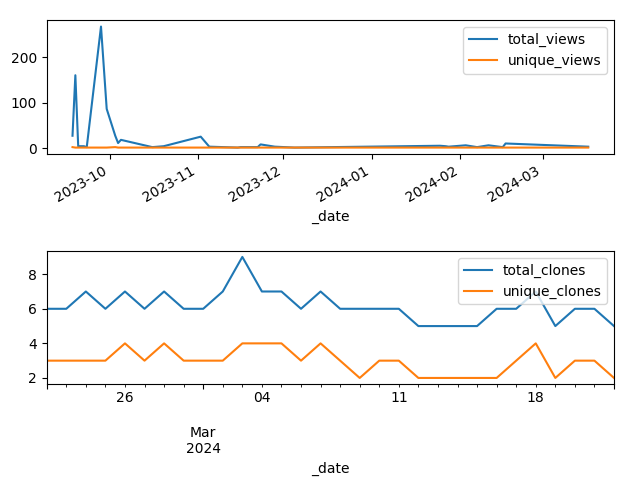 total_views
unique_views
200
100
0
2023-10
2023-11
2023-12
2024-01
2024-02
2024-03
_date
total_clones
unique_clones
8
6
4
2
26
04
11
18
Mar
2024
_date